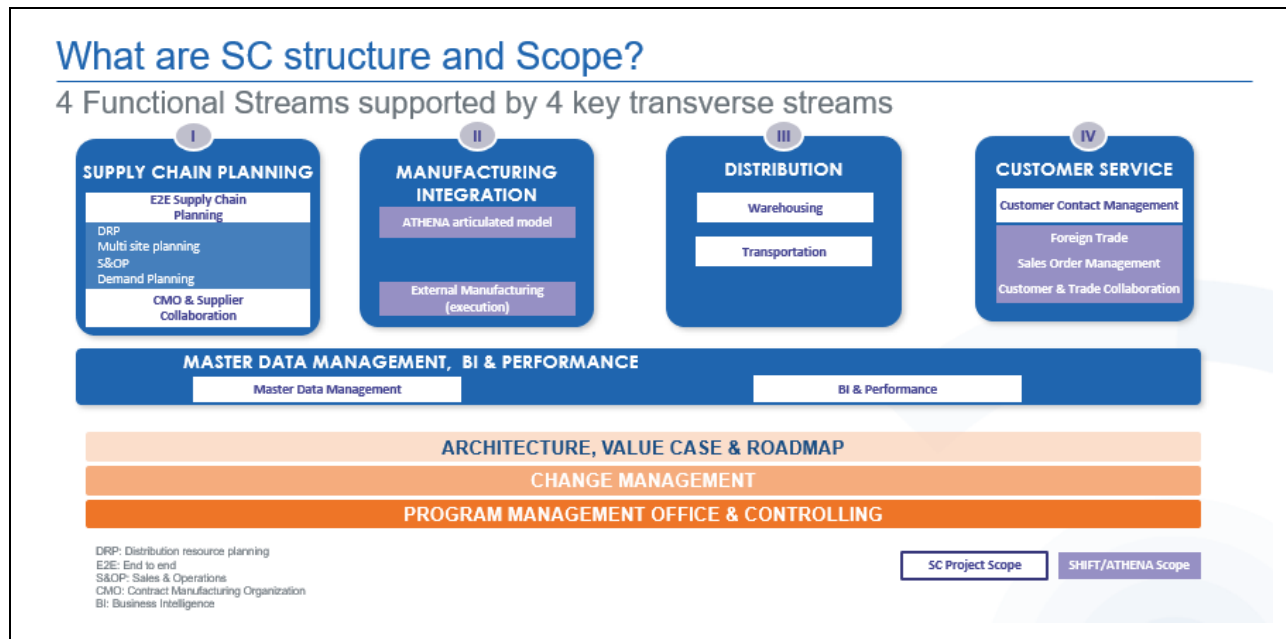 What are SC structure and Scope?
4 Functional Streams supported by 4 key transverse streams
I
SUPPLY CHAIN PLANNING
E2E Supply Chain
Planning
DRP
Multi site planning
S&OP
Demand Planning
CMO & Supplier
Collaboration
II
MANUFACTURING
INTEGRATION
ATHENA articulated model
External Manufacturing
(execution)
III
DISTRIBUTION
Warehousing
Transportation
IV
CUSTOMER SERVICE
Customer Contact Management
Foreign Trade
Sales Order Management
Customer & Trade Collaboration
MASTER DATA MANAGEMENT, BI & PERFORMANCE
Master Data Management
BI & Performance
ARCHITECTURE, VALUE CASE & ROADMAP
CHANGE MANAGEMENT
PROGRAM MANAGEMENT OFFICE & CONTROLLING
DRP: Distribution resource planning
E2E: End to end
S&OP: Sales & Operations
CMO: Contract Manufacturing Organization
BI: Business Intelligence
SC Project Scope
SHIFT/ATHENA Scope